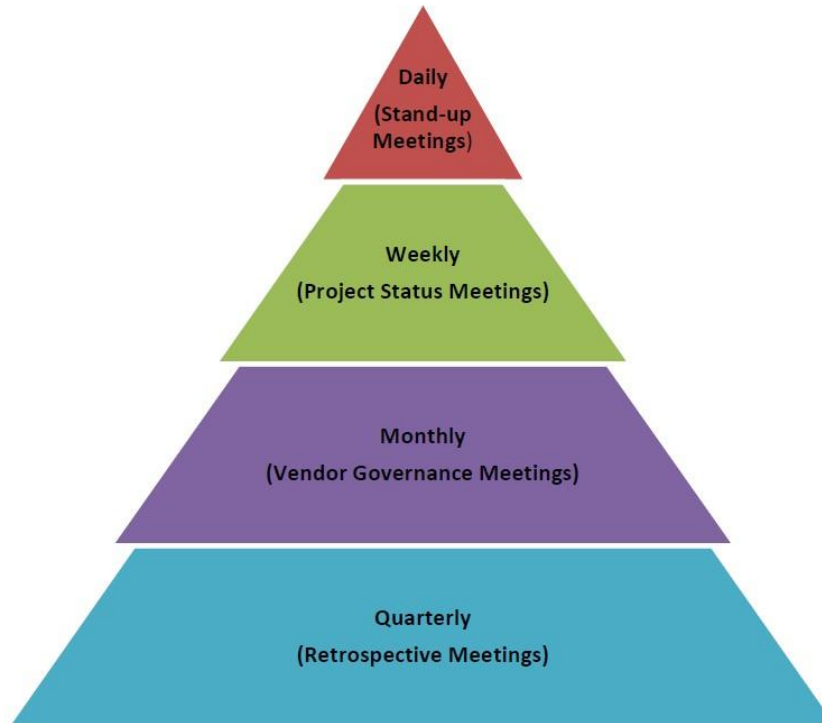 Daily
(Stand-up
Meetings)
Weekly
(Project Status Meetings)
Monthly
(Vendor Governance Meetings)
Quarterly
(Retrospective Meetings)